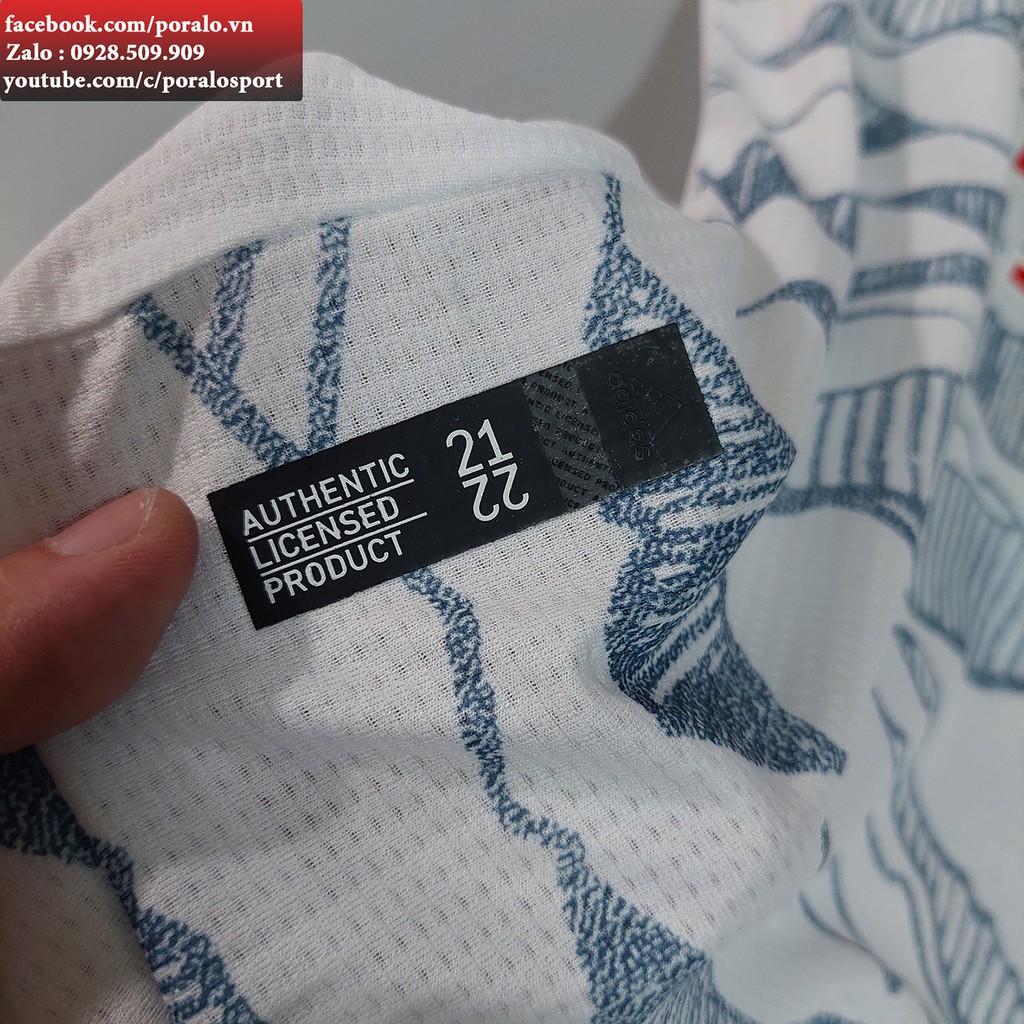 facebook.com/poralo.vn
Zalo : 0928.509.909
youtube.com/c/poralosport
AUTHENTIC
LICENSED
PRODUCT
21
22
adidas